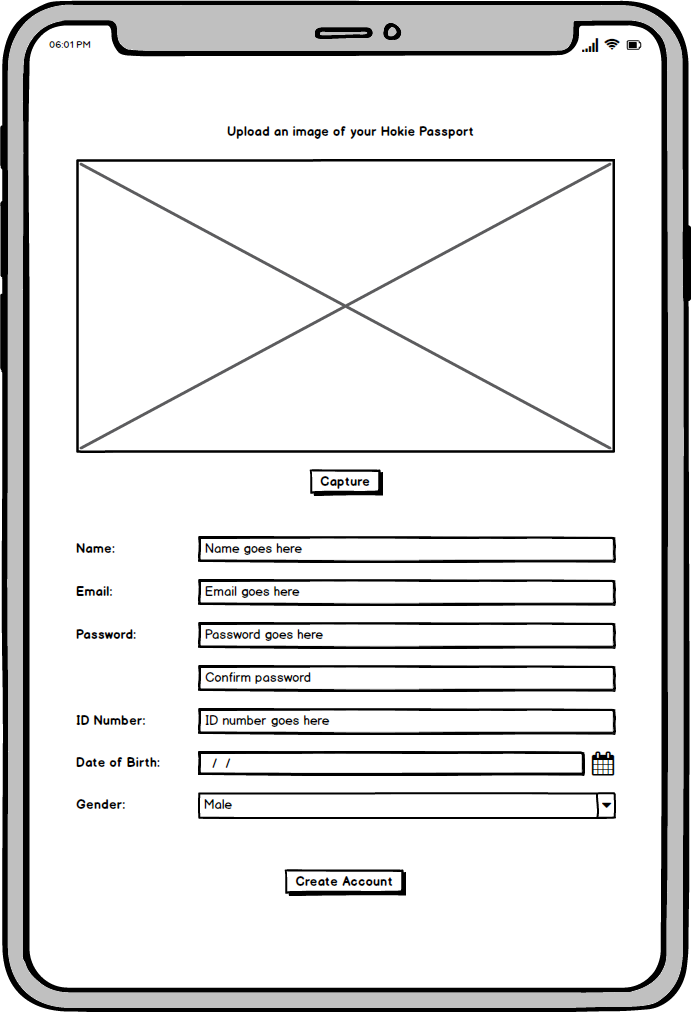 06:01 PM
Upload an image of your Hokie Passport
Capture
Name: Name goes here
Email: Email goes here
Password: Password goes here
Confirm password
ID Number: ID number goes here
Date of Birth: / /
Gender: Male
Create Account